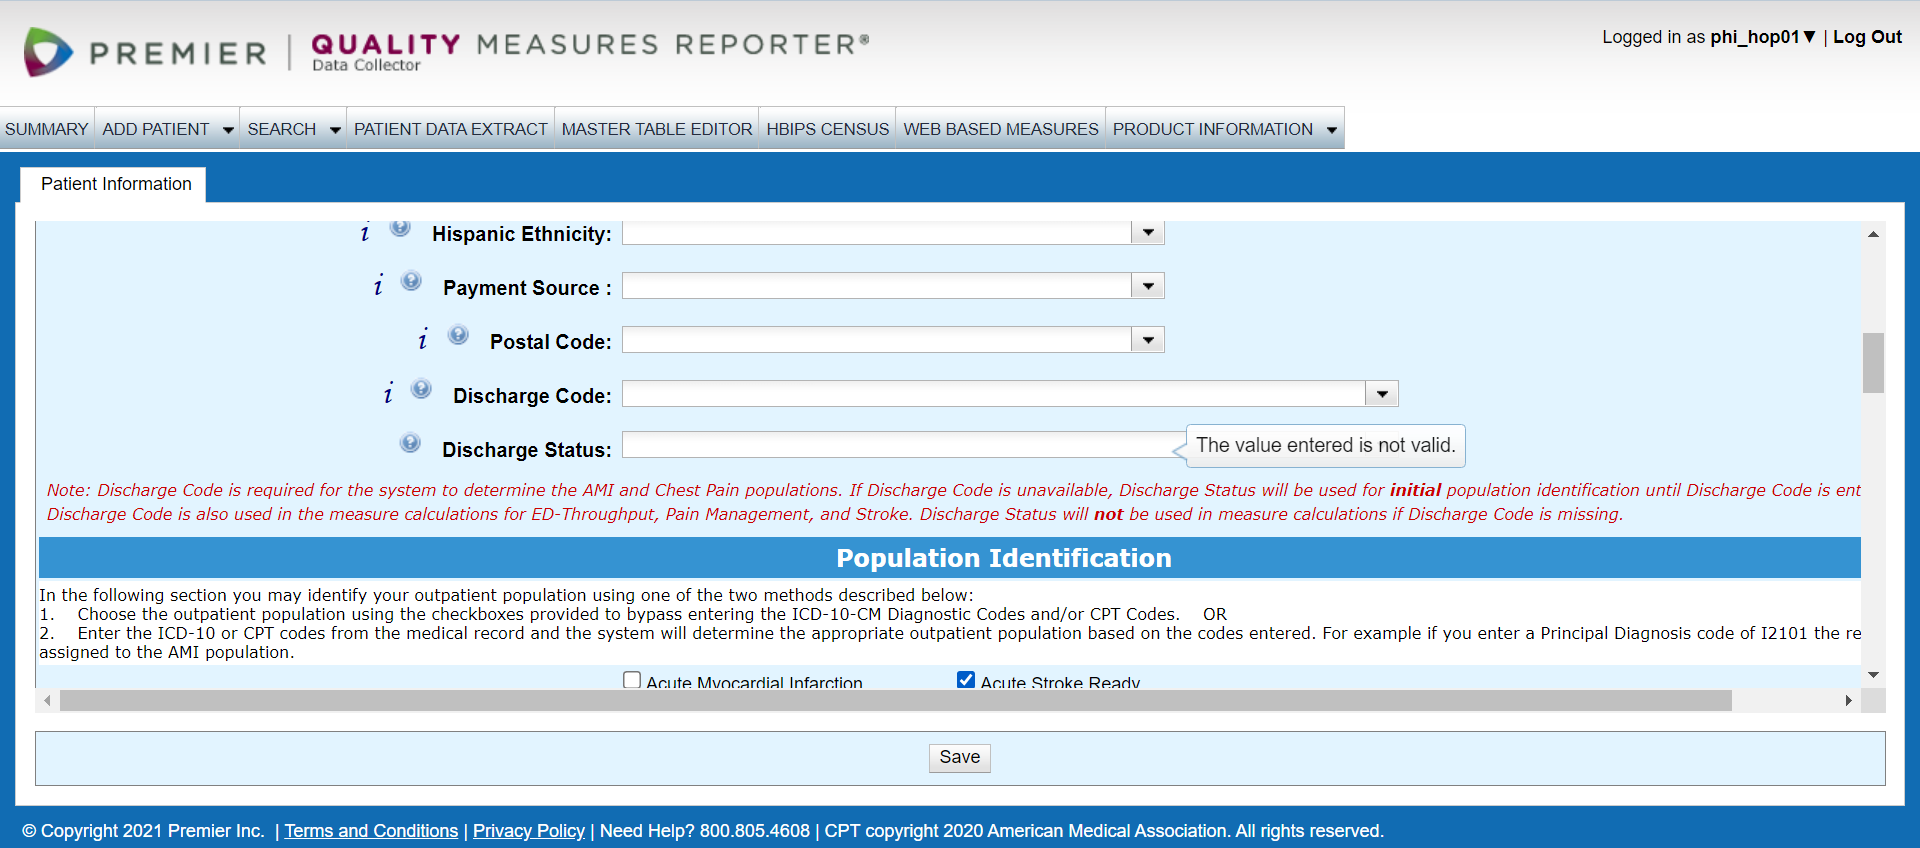 PREMIER | QUALITY MEASURES REPORTER®
Data Collector
Logged in as phi_hop01▼ | Log Out
SUMMARY ADD PATIENT SEARCH PATIENT DATA EXTRACT MASTER TABLE EDITOR HBIPS CENSUS WEB BASED MEASURES PRODUCT INFORMATION
Patient Information
i ? Hispanic Ethnicity:
i ? Payment Source :
i ? Postal Code:
i ? Discharge Code:
? Discharge Status:
The value entered is not valid.
Note: Discharge Code is required for the system to determine the AMI and Chest Pain populations. If Discharge Code is unavailable, Discharge Status will be used for initial population identification until Discharge Code is ent
Discharge Code is also used in the measure calculations for ED-Throughput, Pain Management, and Stroke. Discharge Status will not be used in measure calculations if Discharge Code is missing.
Population Identification
In the following section you may identify your outpatient population using one of the two methods described below:
1. Choose the outpatient population using the checkboxes provided to bypass entering the ICD-10-CM Diagnostic Codes and/or CPT Codes. OR
2. Enter the ICD-10 or CPT codes from the medical record and the system will determine the appropriate outpatient population based on the codes entered. For example if you enter a Principal Diagnosis code of I2101 the re
assigned to the AMI population.
Acute Myocardial Infarction Acute Stroke Ready
Save
© Copyright 2021 Premier Inc. | Terms and Conditions | Privacy Policy | Need Help? 800.805.4608 | CPT copyright 2020 American Medical Association. All rights reserved.